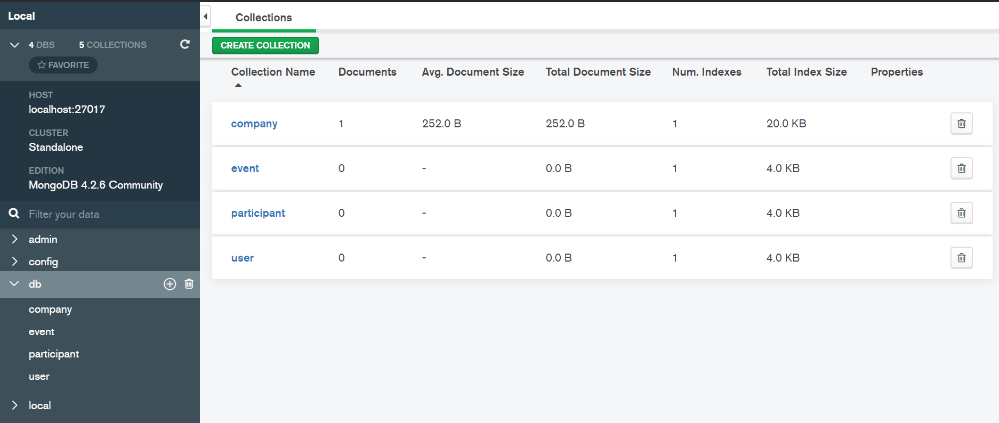 Local
4 DBS 5 COLLECTIONS
FAVORITE
HOST
localhost:27017
CLUSTER
Standalone
EDITION
MongoDB 4.2.6 Community
Filter your data
admin
config
db
company
event
participant
user
local
Collections
CREATE COLLECTION
Collection Name Documents Avg. Document Size Total Document Size Num. Indexes Total Index Size Properties
company 1 252.0 B 252.0 B 1 20.0 KB
event 0 - 0.0 B 1 4.0 KB
participant 0 - 0.0 B 1 4.0 KB
user 0 - 0.0 B 1 4.0 KB